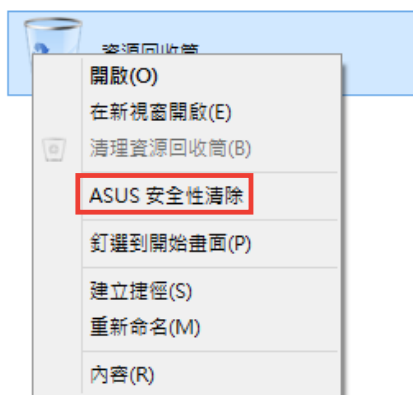 資源回收筒
開啟(O)
在新視窗開啟(E)
清理資源回收筒(B)
ASUS 安全性清除
釘選到開始畫面(P)
建立捷徑(S)
重新命名(M)
內容(R)